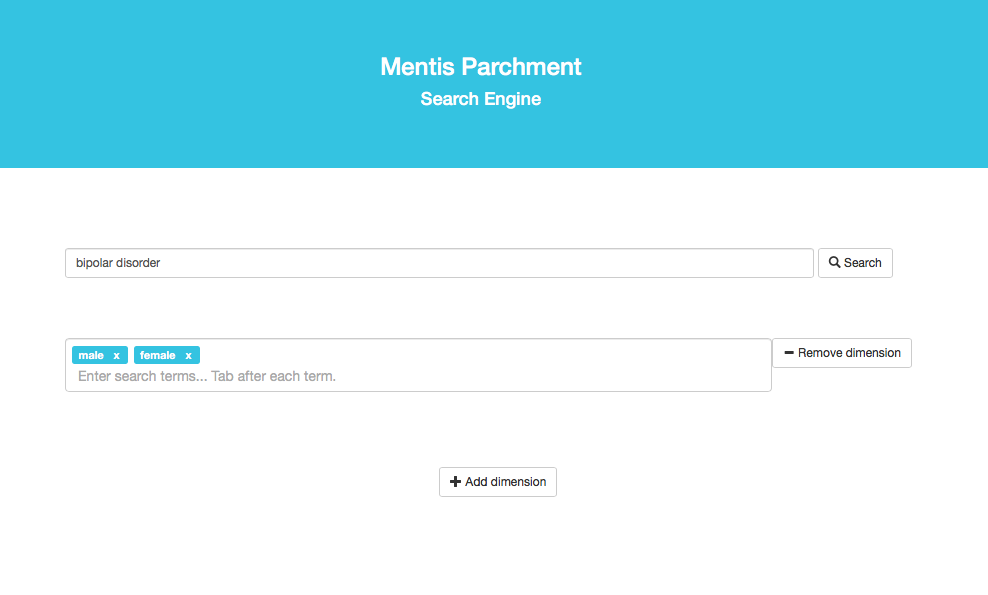 Mentis Parchment
Search Engine
bipolar disorder
Search
male x female x
Enter search terms... Tab after each term.
Remove dimension
Add dimension